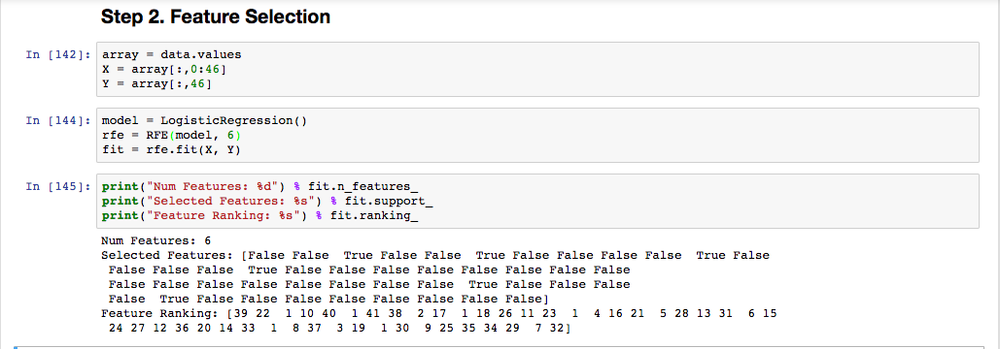 Step 2. Feature Selection
In [142]: array = data.values
X = array[:,0:46]
Y = array[:,46]
In [144]: model = LogisticRegression()
rfe = RFE(model, 6)
fit = rfe.fit(X, Y)
In [145]: print("Num Features: %d") % fit.n_features_
print("Selected Features: %s") % fit.support_
print("Feature Ranking: %s") % fit.ranking_
Num Features: 6
Selected Features: [False False  True False False  True False False False False  True False
False False False  True False False False False False False False False
False False False False False False False False  True False False False
False  True False False False False False False False False]
Feature Ranking: [39 22  1 10 40  1 41 38  2 17  1 18 26 11 23  1  4 16 21  5 28 13 31  6 15
24 27 12 36 20 14 33  1  8 37  3 19  1 30  9 25 35 34 29  7 32]